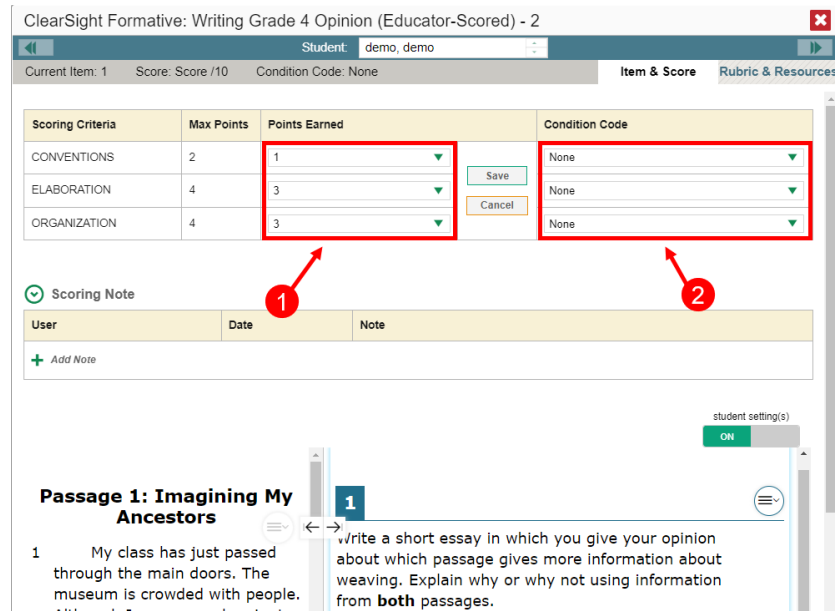 ClearSight Formative: Writing Grade 4 Opinion (Educator-Scored) - 2
Student: demo, demo
Current Item: 1 Score: Score /10 Condition Code: None Item & Score Rubric & Resources
Scoring Criteria Max Points Points Earned Condition Code
CONVENTIONS 2 1 None
Save
ELABORATION 4 3 None
Cancel
ORGANIZATION 4 3 None
1
2
Scoring Note
User Date Note
Add Note
student setting(s)
ON
Passage 1: Imagining My
Ancestors
1 My class has just passed
through the main doors. The
museum is crowded with people.
1
Write a short essay in which you give your opinion
about which passage gives more information about
weaving. Explain why or why not using information
from both passages.